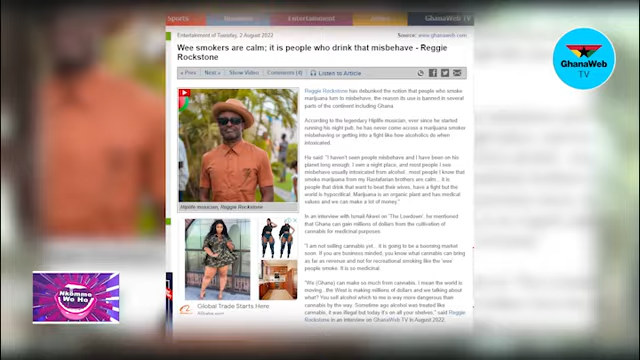 Sports
Business
Entertainment
GhanaWeb TV
Entertainment of Tuesday, 2 August 2022
Source: www.ghanaweb.com
Wee smokers are calm; it is people who drink that misbehave - Reggie
Rockstone
« Prev
Next »
Show Video
Comments (4)
Listen to Article
Hiplife musician, Reggie Rockstone
Global Trade Starts Here
Alibaba.com
Reggie Rockstone has debunked the notion that people who smoke
marijuana turn to misbehave, the reason its use is banned in several
parts of the continent including Ghana
According to the legendary Hiplife musician, ever since he started
running his night pub, he has never come across a marijuana smoker
misbehaving or getting into a fight like how alcoholics do when
intoxicated.
He said: "I haven't seen people misbehave and I have been on his
planet long enough. I own a night place, and most people I see
misbehave usually intoxicated from alcohol...most people I know that
smoke marijuana from my Rastafarian brothers are calm... it is
people that drink that want to beat their wives, have a fight but the
world is hypocritical. Marijuana is an organic plant and has medical
values and we can make a lot of money."
In an interview with Ismail Akwei on 'The Lowdown', he mentioned
that Ghana can gain millions of dollars from the cultivation of
cannabis for medicinal purposes.
"I am not selling cannabis yet... It is going to be a booming market
soon. If you are business minded, you know what cannabis can bring
as far as revenue and not for recreational smoking like the 'wee
people smoke. It is so medicinal.
"We (Ghana) can make so much from cannabis. I mean the world is
moving...the West is making millions of dollars and we talking about
what? You sell alcohol which to me is way more dangerous than
cannabis by the way. Sometime ago alcohol was treated like
cannabis, it was illegal but today it's on all your shelves." said Reggie
Rockstone in an interview on GhanaWeb TV in August 2022.
GhanaWeb
TV
Nkommo
Wo Ho